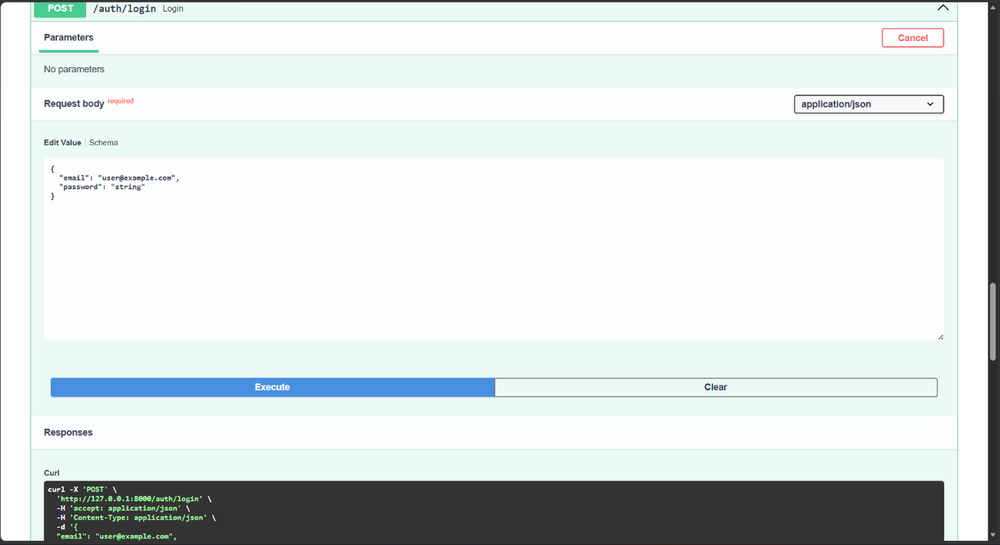 POST /auth/login Login
Parameters Cancel
No parameters
Request body required application/json
Edit Value Schema
{
  "email": "user@example.com",
  "password": "string"
}
Execute Clear
Responses
Curl
curl -X 'POST' \
  'http://127.0.0.1:8000/auth/login' \
  -H 'accept: application/json' \
  -H 'Content-Type: application/json' \
  -d '{
  "email": "user@example.com",